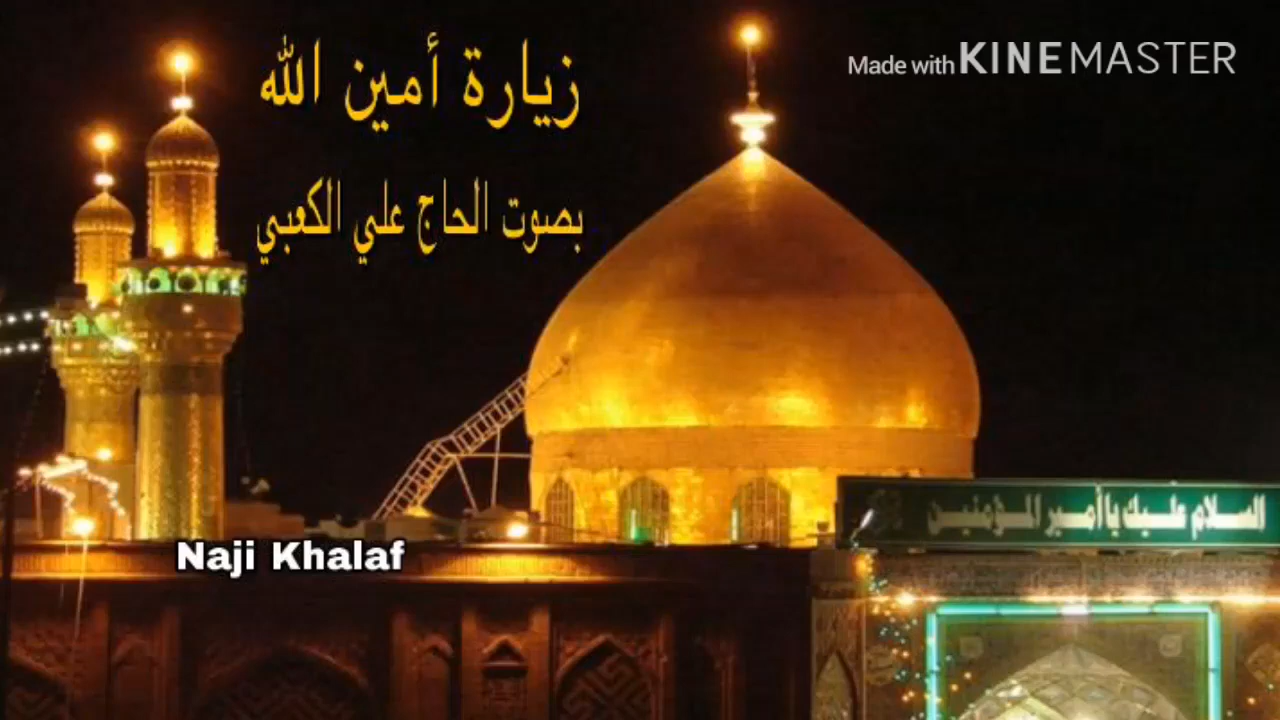 زيارة أمين الله
Made with KINEMASTER
بصوت الحاج علي الكعبي
السلام عليك يا أمير المؤمنين
Naji Khalaf